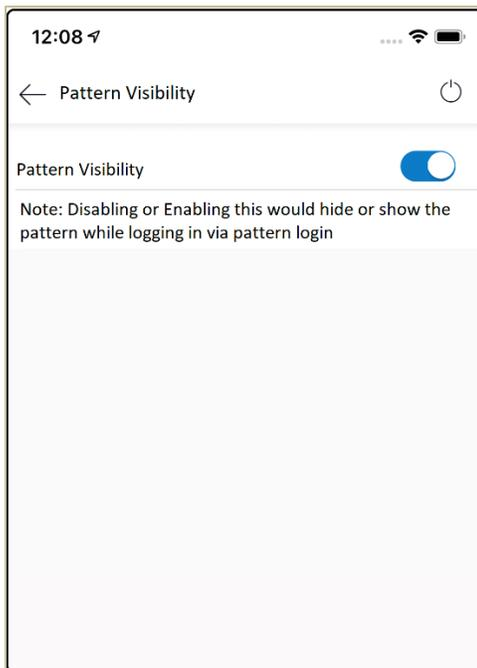 12:08
Pattern Visibility
Pattern Visibility
Note: Disabling or Enabling this would hide or show the
pattern while logging in via pattern login